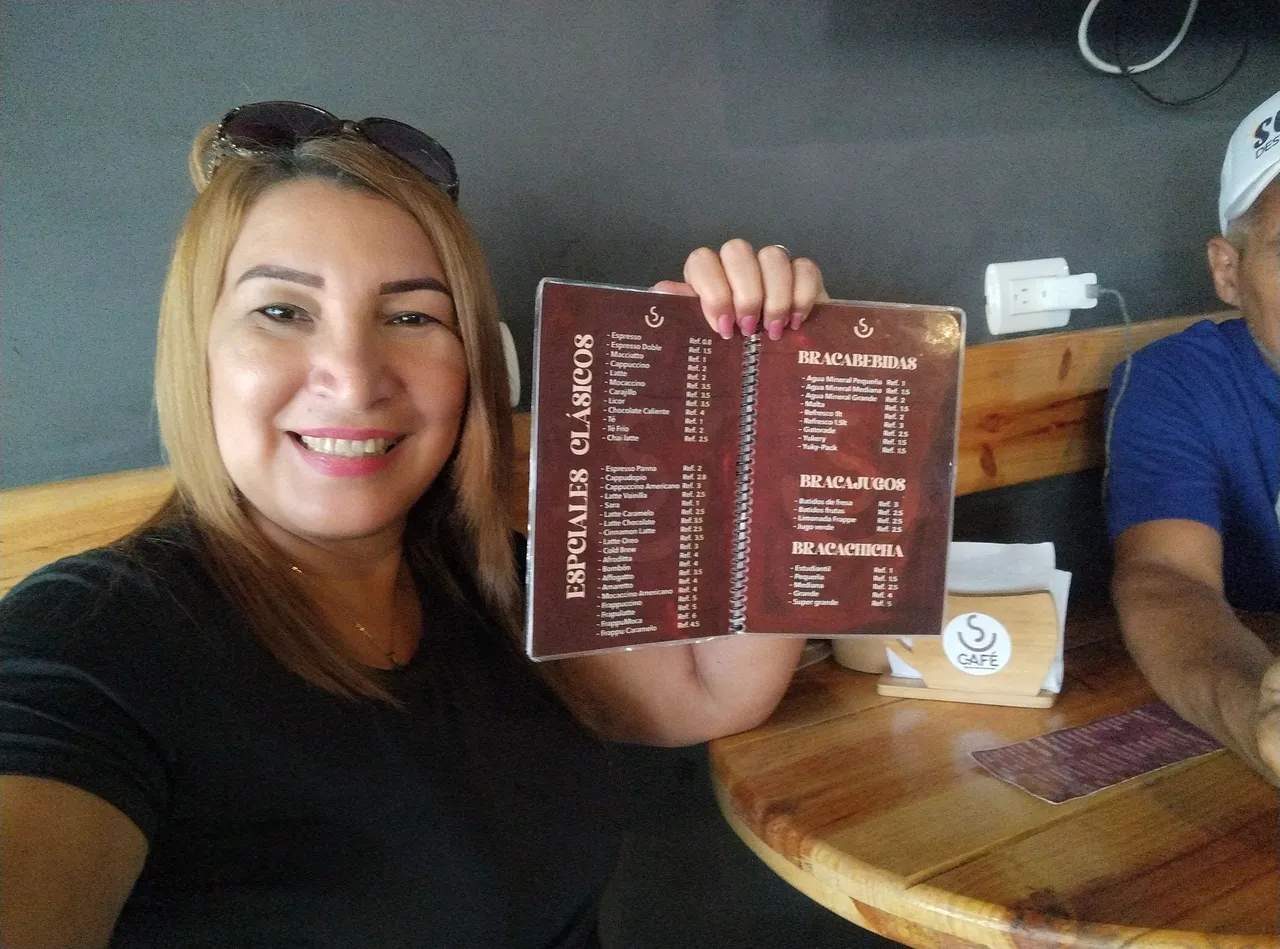 CLÁSICOS
- Espresso Ref. 0.8
- Espresso Doble Ref. 1.5
- Macciatto Ref. 1
- Cappuccino Ref. 2
- Latte Ref. 2
- Mocaccino Ref. 3.5
- Carajillo Ref. 3.5
- Licor Ref. 3.5
- Chocolate Caliente Ref. 4
- Té Ref. 1
- Té Frío Ref. 2
- Chai latte Ref. 2.5
ESPCIALES
- Espresso Panna Ref. 2
- Cappudopio Ref. 2.8
- Cappuccino Americano Ref. 3
- Latte Vainilla Ref. 2.5
- Sara Ref. 1
- Latte Caramelo Ref. 2.5
- Latte Chocolate Ref. 3.5
- Cinnamon Latte Ref. 2.5
- Latte Oreo Ref. 3.5
- Cold Brew Ref. 3
- Afroditta Ref. 4
- Bombón Ref. 4
- Affogatto Ref. 3.5
- Amaretto Ref. 4
- Mocaccino Americano Ref. 4
- Frappuccino Ref. 5
- Frapulatte Ref. 5
- FrappuMoca Ref. 6
- Frappu Caramelo Ref. 4.5
BRACABEBIDAS
- Agua Mineral Pequeña Ref. 1
- Agua Mineral Mediana Ref. 1.5
- Agua Mineral Grande Ref. 2
- Malta Ref. 1.5
- Refresco 1lt Ref. 2
- Refresco 1.5lt Ref. 3
- Gatorade Ref. 2.5
- Yukery Ref. 1.5
- Yuky-Pack Ref. 1.5
BRACAJUGOS
- Batidos de fresa Ref. 3
- Batidos frutas Ref. 2.5
- Limonada Frappe Ref. 2.5
- Jugo verde Ref. 2.5
BRACACHICHA
- Estudiantil Ref. 1
- Pequeña Ref. 1.5
- Mediana Ref. 2.5
- Grande Ref. 4
- Super grande Ref. 5
S
CAFÉ
DES